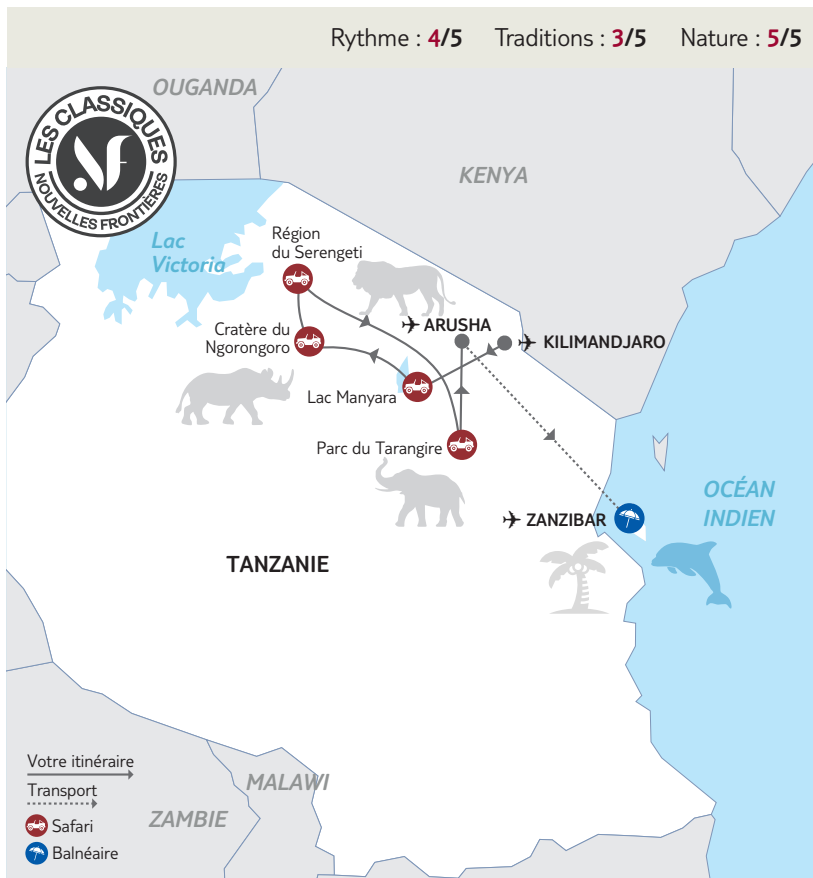 Rythme : 4/5 Traditions : 3/5 Nature : 5/5
OUGANDA
LES CLASSIQUES
NF
NOUVELLES FRONTIÈRES
KENYA
Lac
Victoria
Région
du Serengeti
ARUSHA
KILIMANDJARO
Cratère du
Ngorongoro
Lac Manyara
Parc du Tarangire
OCÉAN
INDIEN
ZANZIBAR
TANZANIE
Votre itinéraire
Transport
Safari
Balnéaire
MALAWI
ZAMBIE